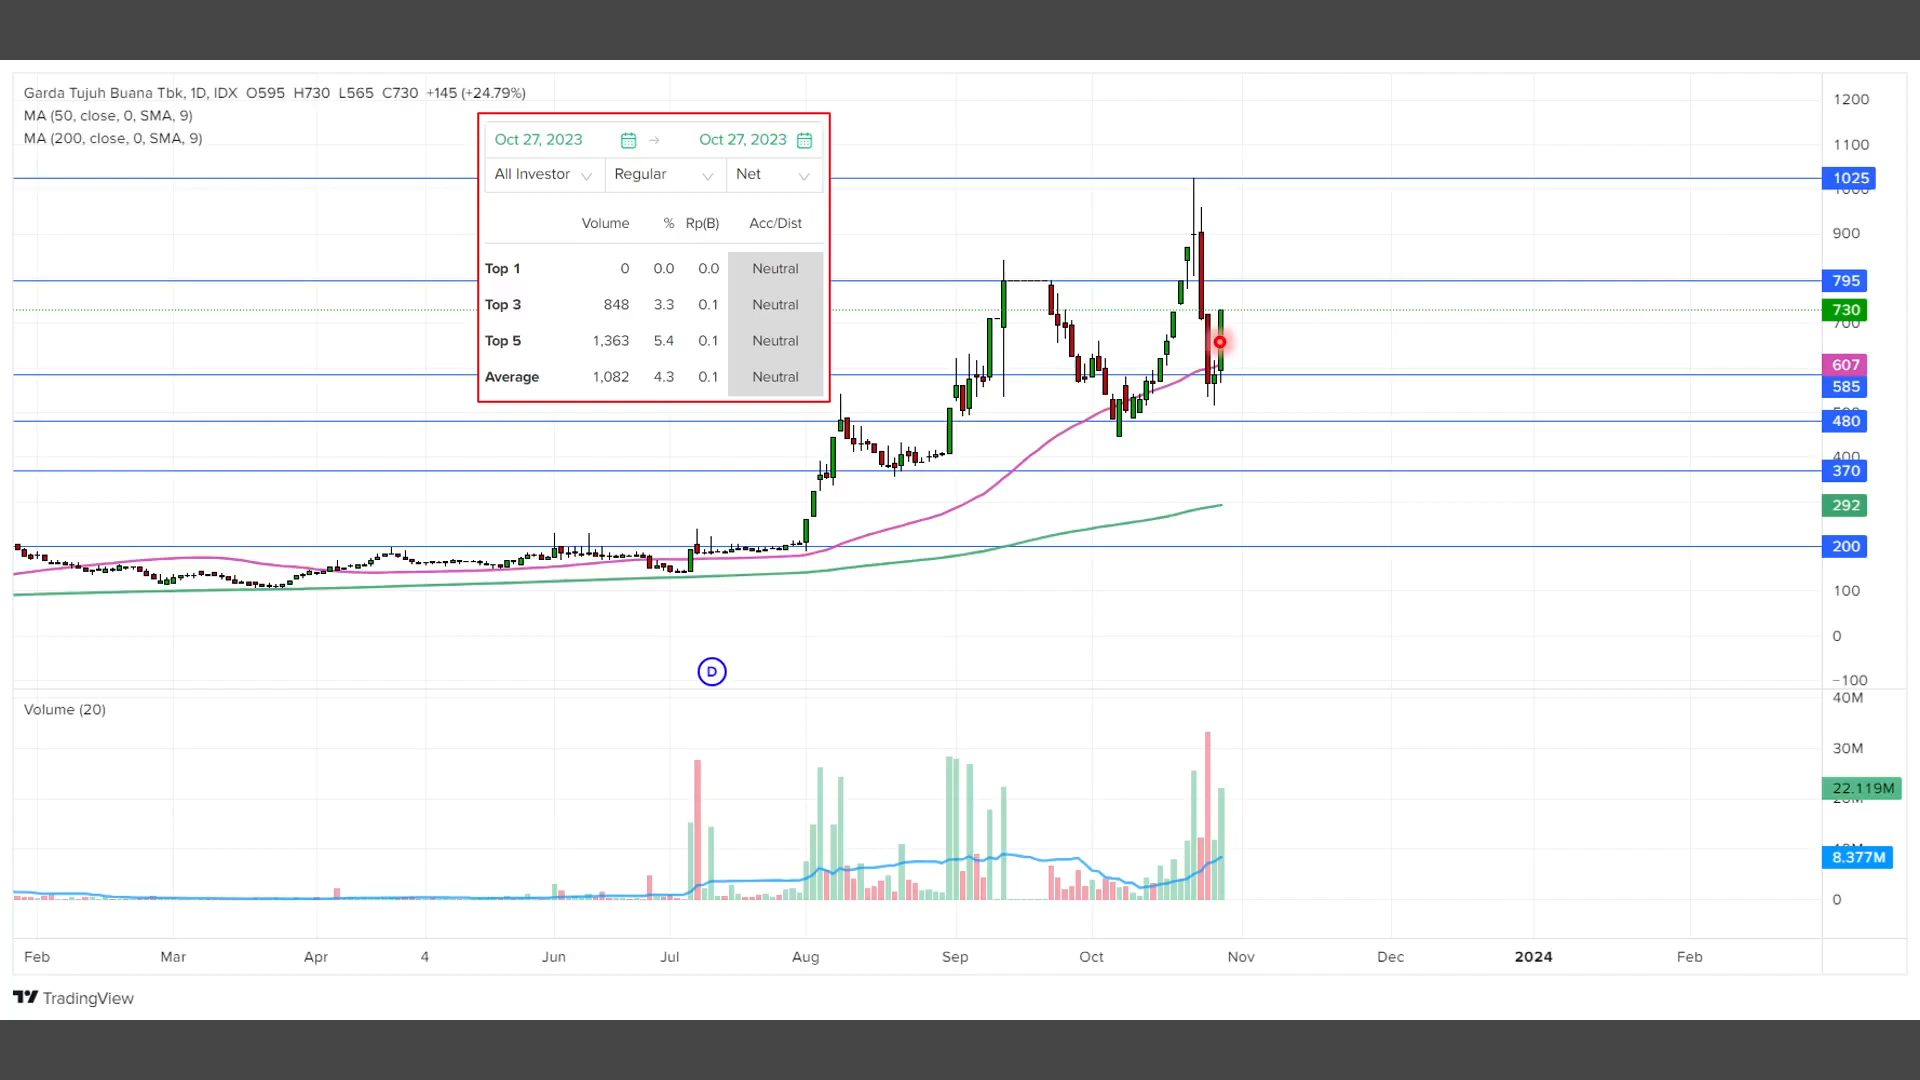 Garda Tujuh Buana Tbk, 1D, IDX O595 H730 L565 C730 +145 (+24.79%)
MA (50, close, 0, SMA, 9)
MA (200, close, 0, SMA, 9)
Oct 27, 2023 → Oct 27, 2023
All Investor Regular Net
Volume % Rp(B) Acc/Dist
Top 1 0 0.0 0.0 Neutral
Top 3 848 3.3 0.1 Neutral
Top 5 1,363 5.4 0.1 Neutral
Average 1,082 4.3 0.1 Neutral
1200
1100
1025
900
795
730
700
607
585
480
400
370
292
200
100
0
−100
D
Volume (20)
40M
30M
22.119M
8.377M
0
Feb Mar Apr 4 Jun Jul Aug Sep Oct Nov Dec 2024 Feb
TradingView